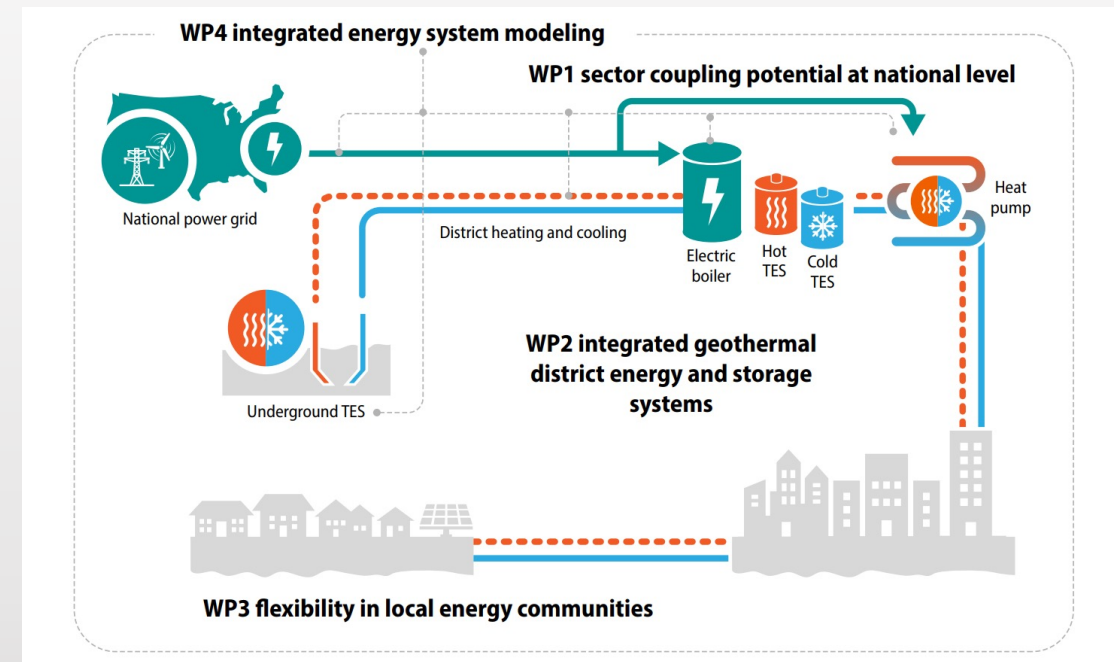 WP4 integrated energy system modeling
WP1 sector coupling potential at national level
National power grid
District heating and cooling
Electric
boiler
Hot
TES
Cold
TES
Heat
pump
Underground TES
WP2 integrated geothermal
district energy and storage
systems
WP3 flexibility in local energy communities